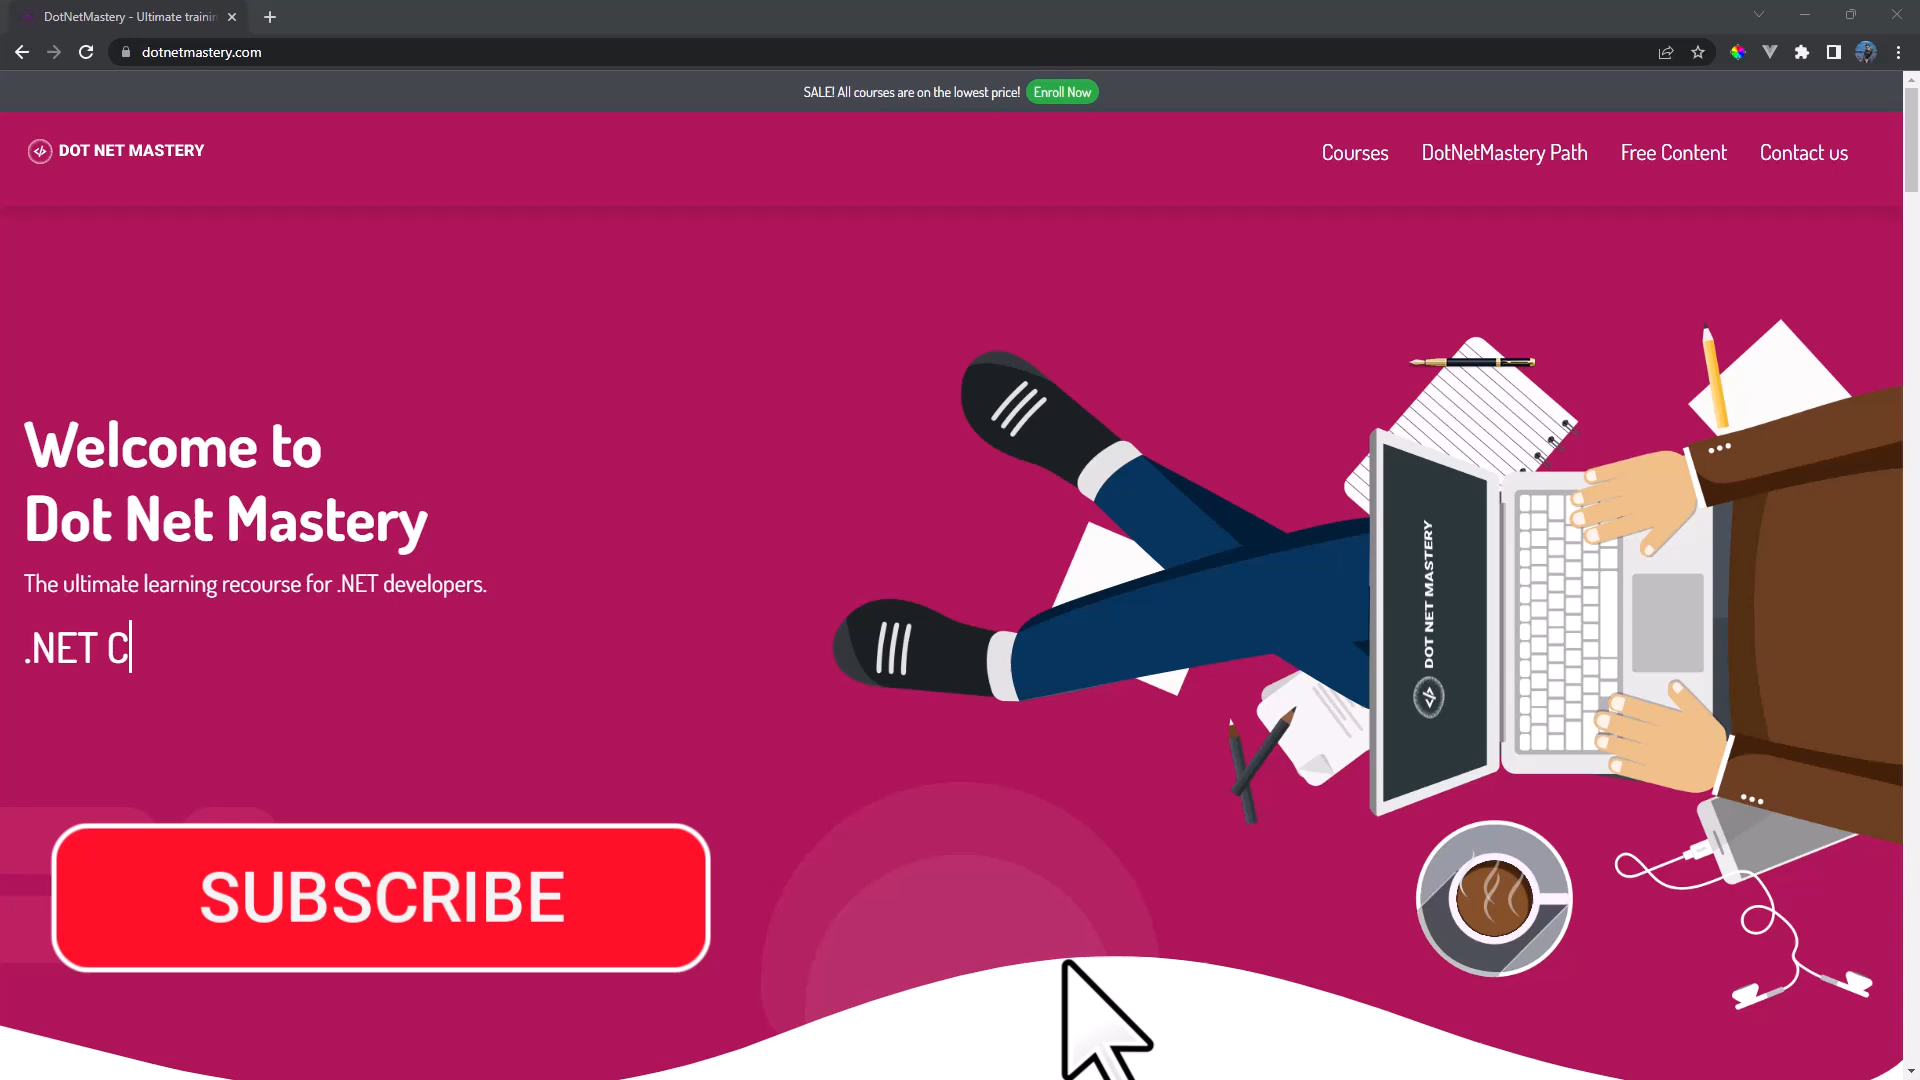 DotNetMastery - Ultimate trainin
dotnetmastery.com
SALE! All courses are on the lowest price! Enroll Now
DOT NET MASTERY
Courses
DotNetMastery Path
Free Content
Contact us
Welcome to
Dot Net Mastery
The ultimate learning recourse for .NET developers.
.NET C
DOT NET MASTERY
SUBSCRIBE